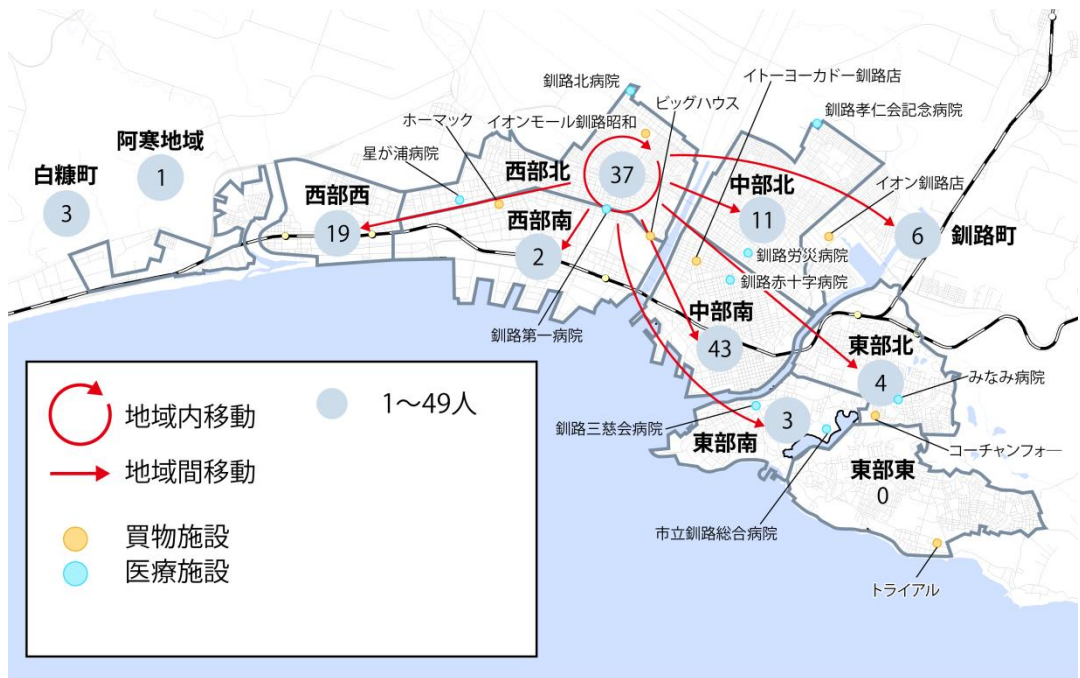 イトーヨーカドー釧路店
釧路北病院
ビッグハウス
釧路孝仁会記念病院
ホーマック
イオンモール釧路昭和
阿寒地域
星が浦病院
西部北
37
中部北
イオン釧路店
白糠町
1
西部西
西部南
11
3
19
2
6
釧路町
釧路労災病院
釧路赤十字病院
釧路第一病院
中部南
43
東部北
みなみ病院
4
地域内移動
1～49人
釧路三慈会病院
3
東部南
コーチャンフォー
地域間移動
東部東
0
市立釧路総合病院
買物施設
医療施設
トライアル